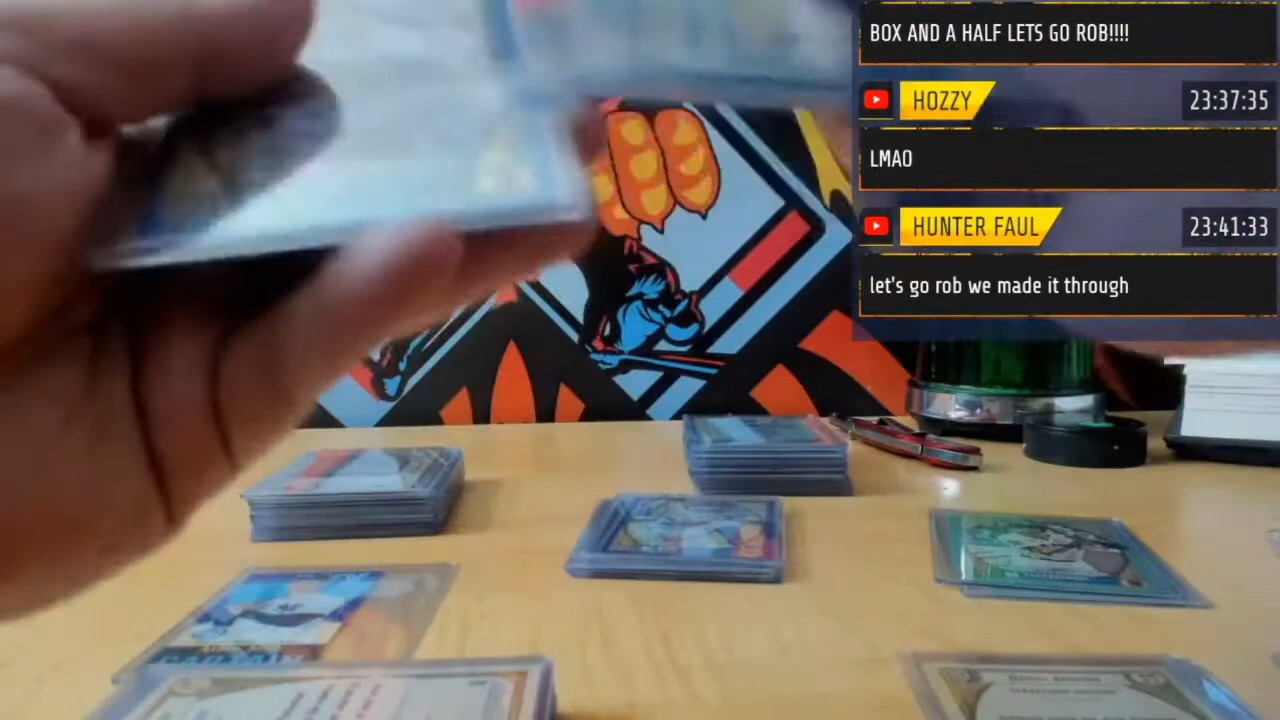 BOX AND A HALF LETS GO ROB!!!!
HOZZY
23:37:35
LMAO
HUNTER FAUL
23:41:33
let's go rob we made it through